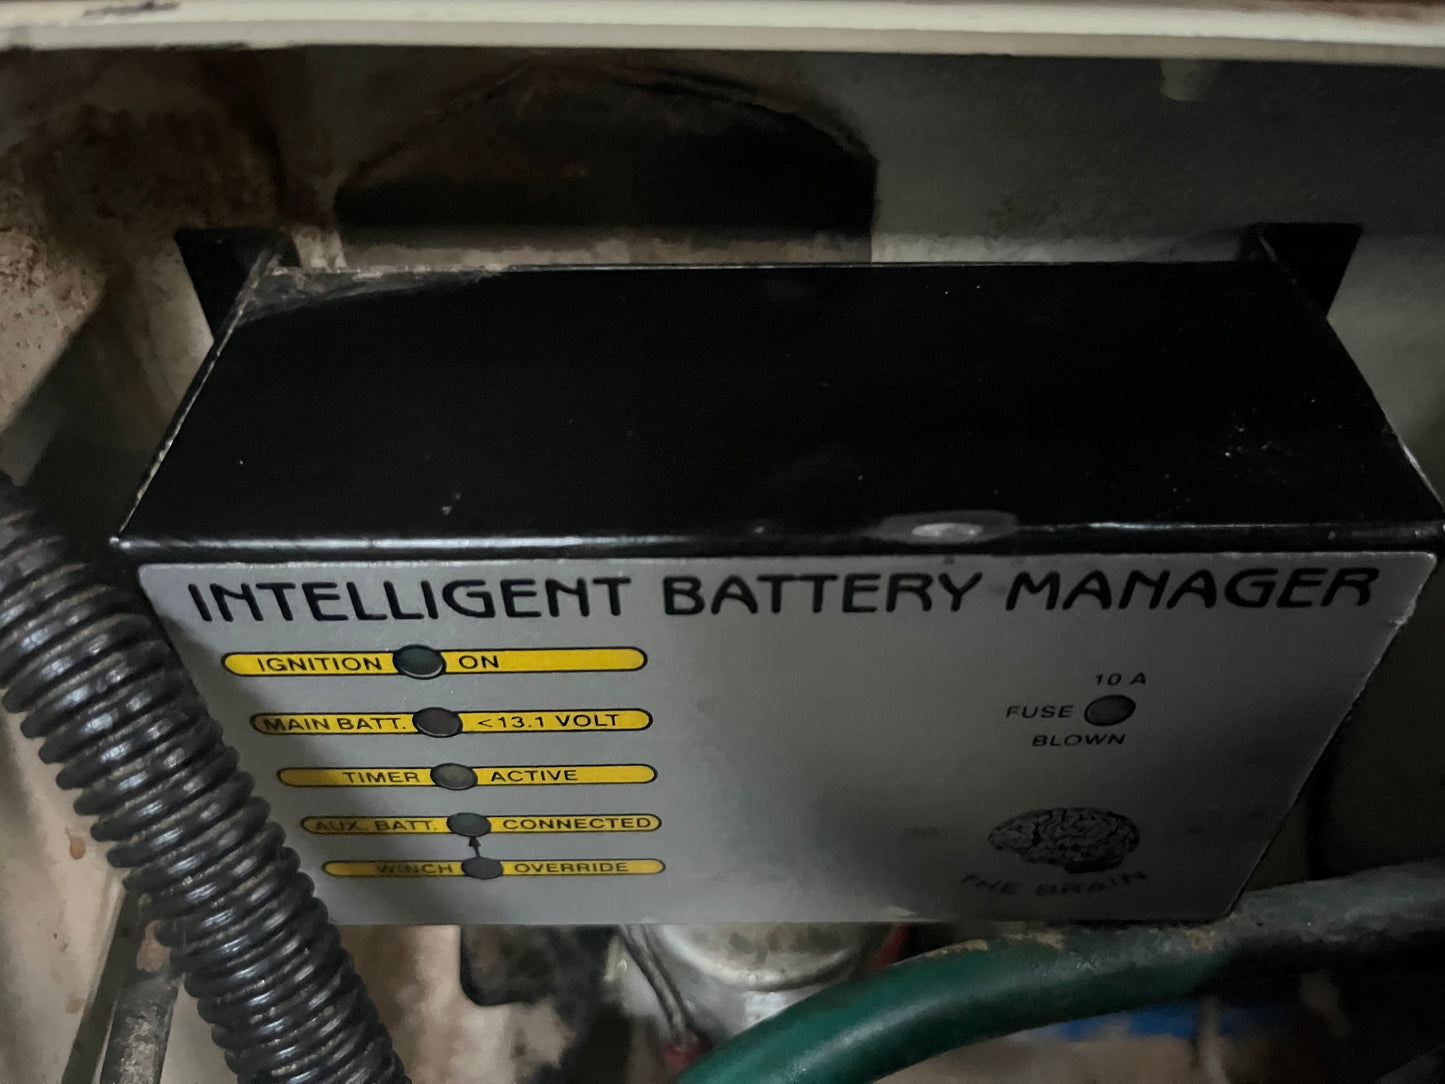 INTELLIGENT BATTERY MANAGER
IGNITION ON
MAIN BATT. <13.1 VOLT
TIMER ACTIVE
AUX. BATT. CONNECTED
WINCH OVERRIDE
10 A
FUSE
BLOWN
THE BRAIN